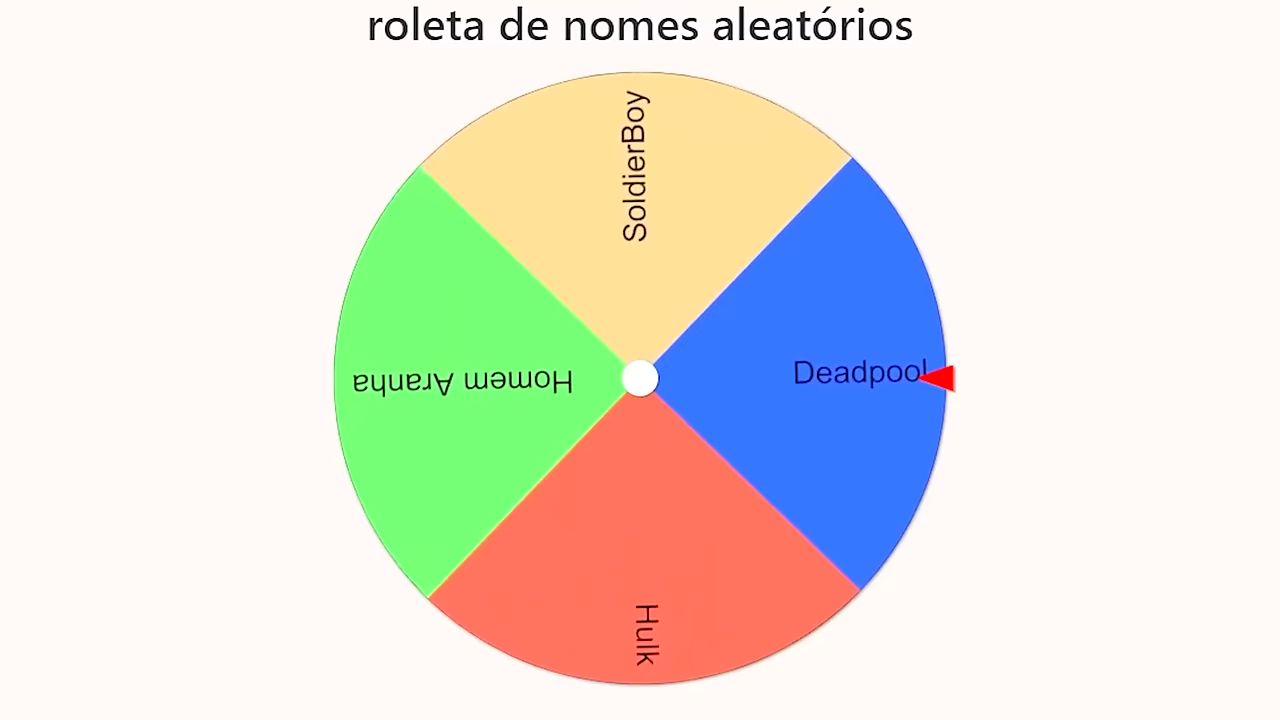 roleta de nomes aleatórios
SoldierBoy
Deadpool
Homem Aranha
Hulk